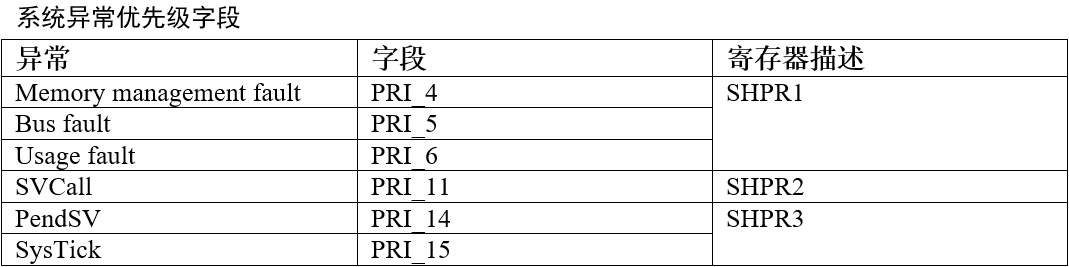 系统异常优先级字段
异常 字段 寄存器描述
Memory management fault PRI_4 SHPR1
Bus fault PRI_5
Usage fault PRI_6
SVCall PRI_11 SHPR2
PendSV PRI_14 SHPR3
SysTick PRI_15